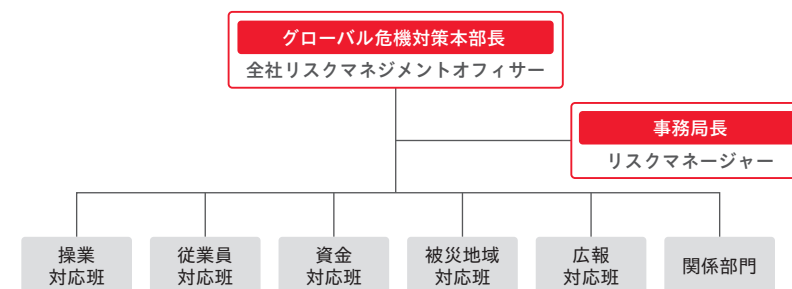 グローバル危機対策本部長
全社リスクマネジメントオフィサー
事務局長
リスクマネージャー
操業
対応班
従業員
対応班
資金
対応班
被災地域
対応班
広報
対応班
関係部門